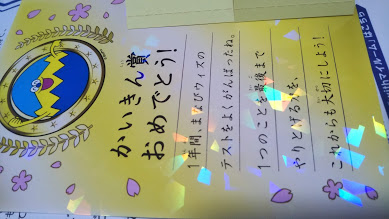 かいきん賞
おめでとう!
1年間、まなびウィズの
テストをよくがんばったね。
1つのことを最後まで
やりとげる力を、
これからも大切にしよう!